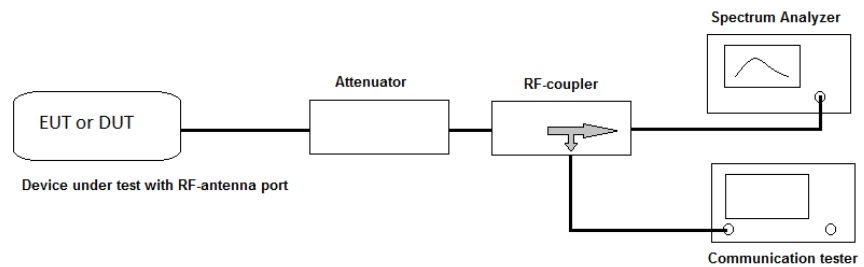 Spectrum Analyzer
Attenuator
RF-coupler
EUT or DUT
Device under test with RF-antenna port
Communication tester